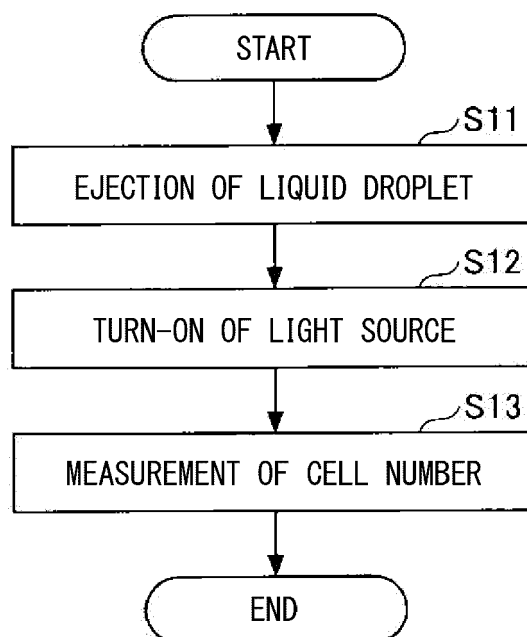 START
S11
EJECTION OF LIQUID DROPLET
S12
TURN-ON OF LIGHT SOURCE
S13
MEASUREMENT OF CELL NUMBER
END